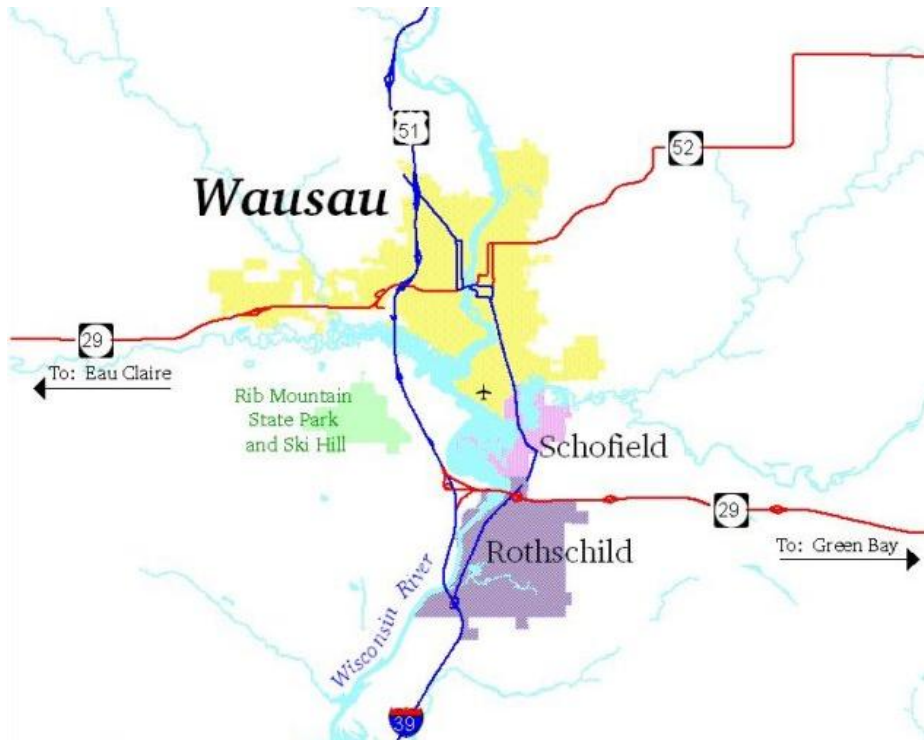 51
52
Wausau
29
To: Eau Claire
Rib Mountain
State Park
and Ski Hill
Schofield
29
Rothschild
To: Green Bay
Wisconsin River
39